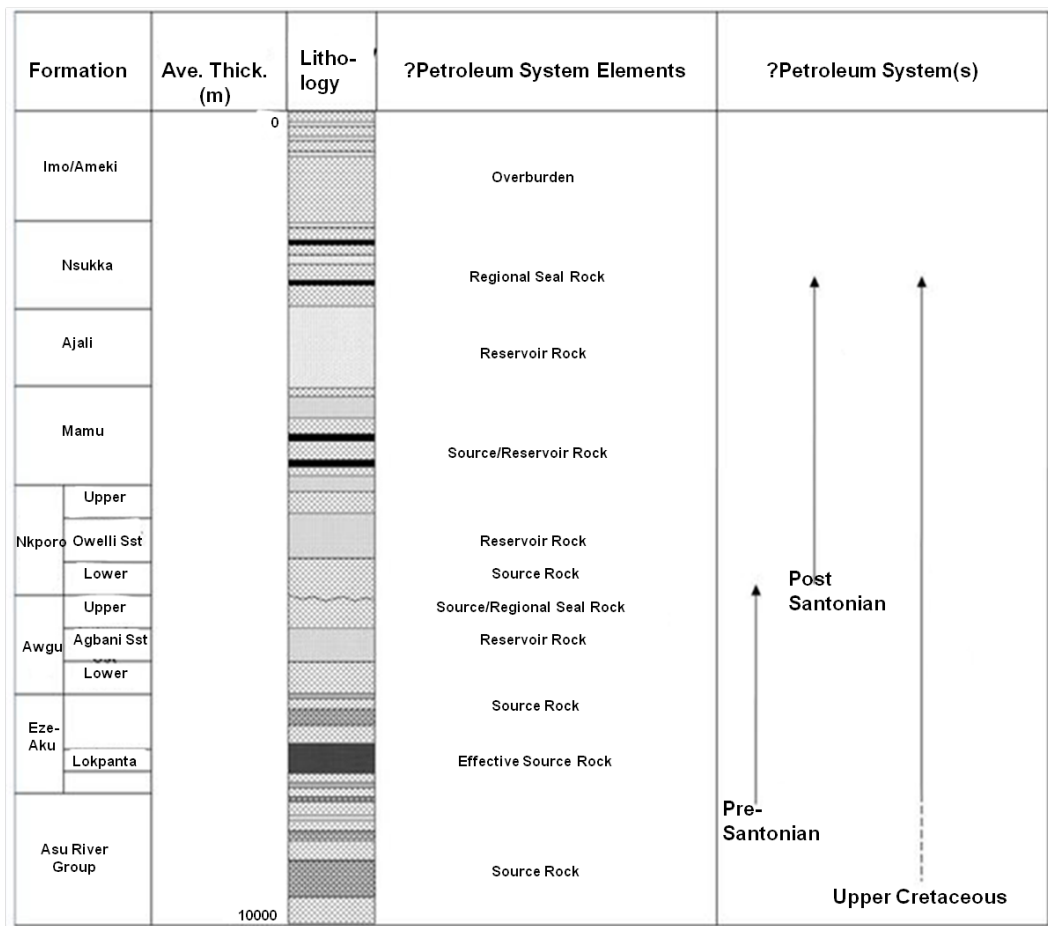 Formation
Ave. Thick.
(m)
Litho-
logy
?Petroleum System Elements
?Petroleum System(s)
0
Imo/Ameki
Overburden
Nsukka
Regional Seal Rock
Ajali
Reservoir Rock
Mamu
Source/Reservoir Rock
Nkporo
Upper
Owelli Sst
Reservoir Rock
Lower
Source Rock
Post
Santonian
Awgu
Upper
Source/Regional Seal Rock
Agbani Sst
Reservoir Rock
Lower
Eze-
Aku
Source Rock
Lokpanta
Effective Source Rock
Pre-
Santonian
Asu River
Group
Source Rock
Upper Cretaceous
10000